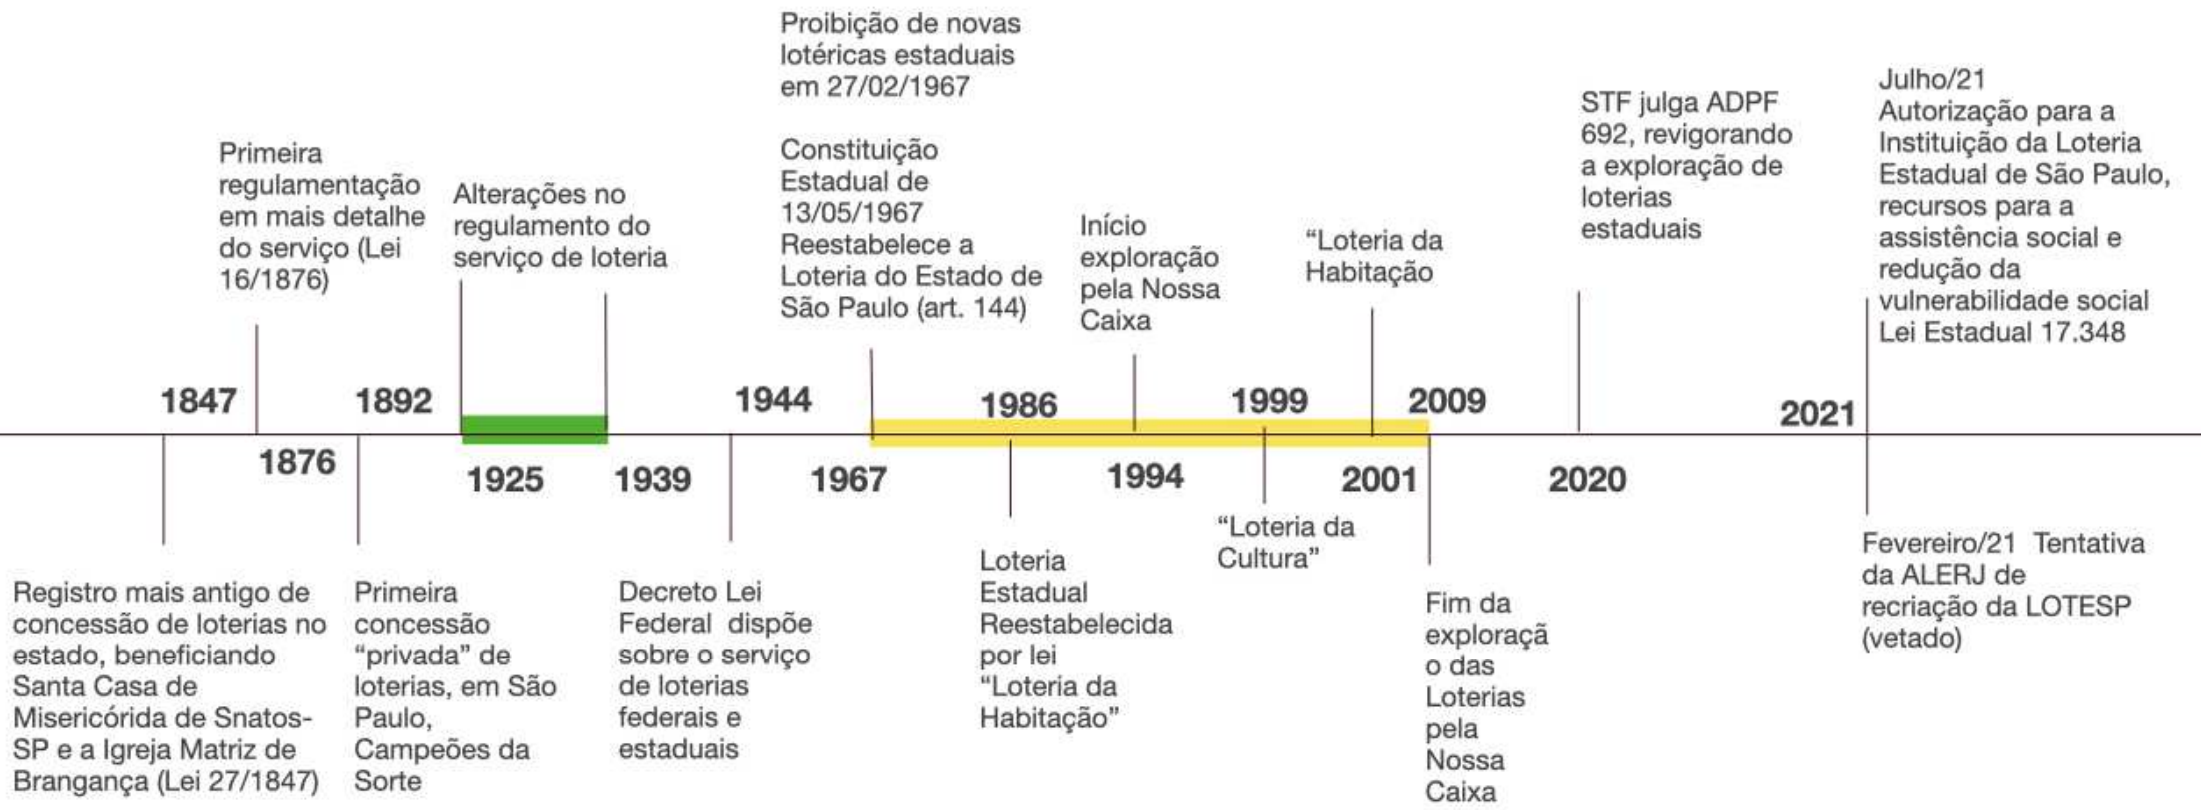 Proibição de novas
lotéricas estaduais
em 27/02/1967
Constituição
Estadual de
13/05/1967
Reestabelece a
Loteria do Estado de
São Paulo (art. 144)
Primeira
regulamentação
em mais detalhe
do serviço (Lei
16/1876)
Alterações no
regulamento do
serviço de loteria
Início
exploração
pela Nossa
Caixa
“Loteria da
Habitação
STF julga ADPF
692, revigorando
a exploração de
loterias
estaduais
Julho/21
Autorização para a
Instituição da Loteria
Estadual de São Paulo,
recursos para a
assistência social e
redução da
vulnerabilidade social
Lei Estadual 17.348
1847
1892
1944
1986
1999
2009
2021
1876
1925
1939
1967
1994
2001
2020
Registro mais antigo de
concessão de loterias no
estado, beneficiando
Santa Casa de
Misericórida de Snatos-
SP e a Igreja Matriz de
Brangança (Lei 27/1847)
Primeira
concessão
“privada” de
loterias, em São
Paulo,
Campeões da
Sorte
Decreto Lei
Federal dispõe
sobre o serviço
de loterias
federais e
estaduais
Loteria
Estadual
Reestabelecida
por lei
“Loteria da
Habitação”
“Loteria da
Cultura”
Fim da
exploraçã
o das
Loterias
pela
Nossa
Caixa
Fevereiro/21 Tentativa
da ALERJ de
recriação da LOTESP
(vetado)